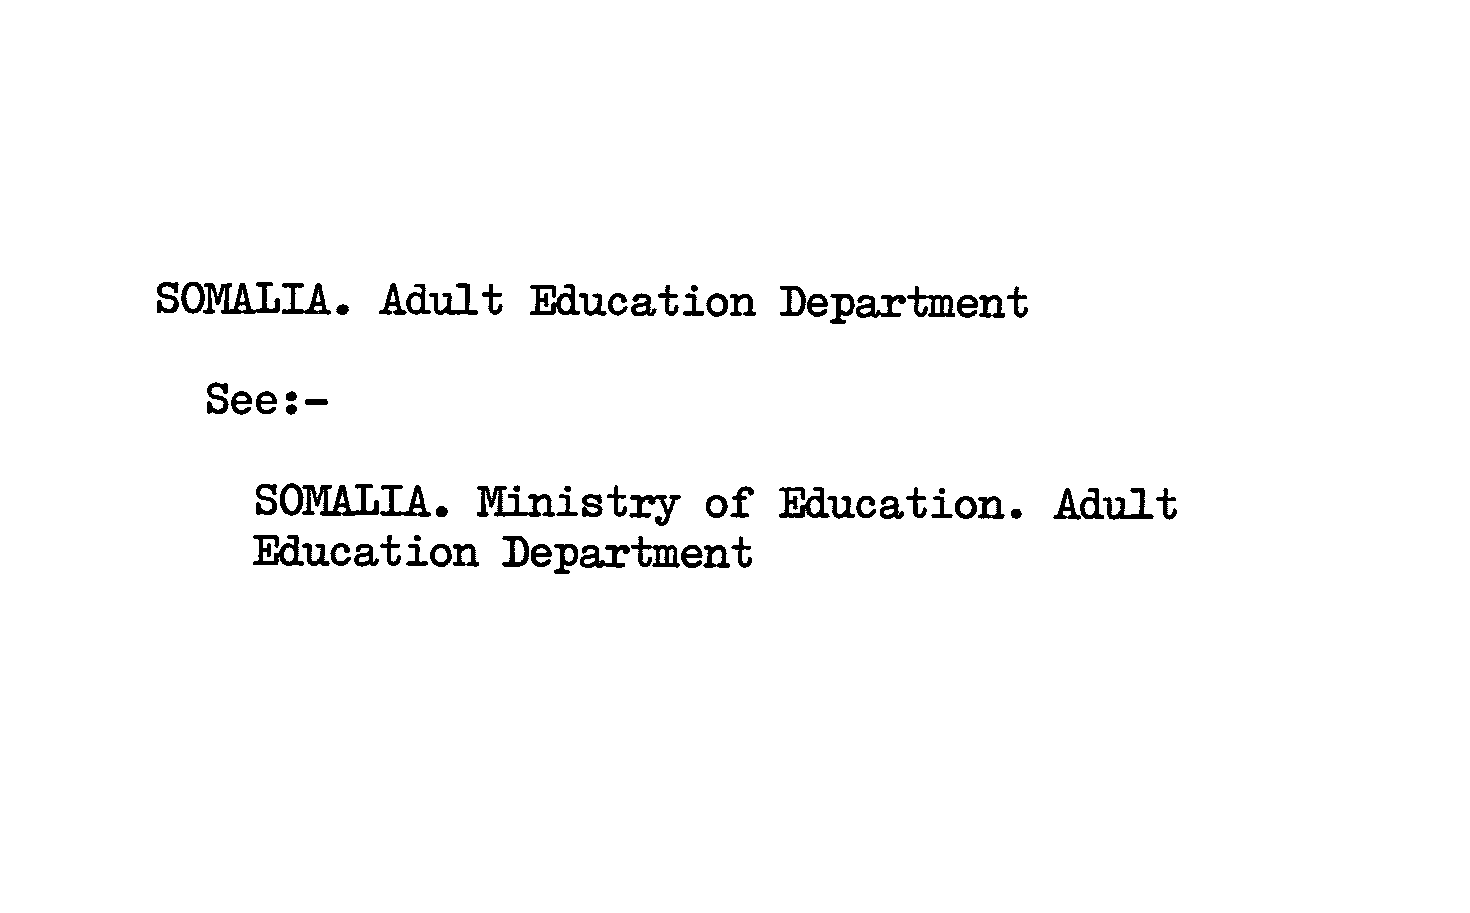 SOMALIA. Adult Education Department
See:-
SOMALIA. Ministry of Education. Adult
Education Department